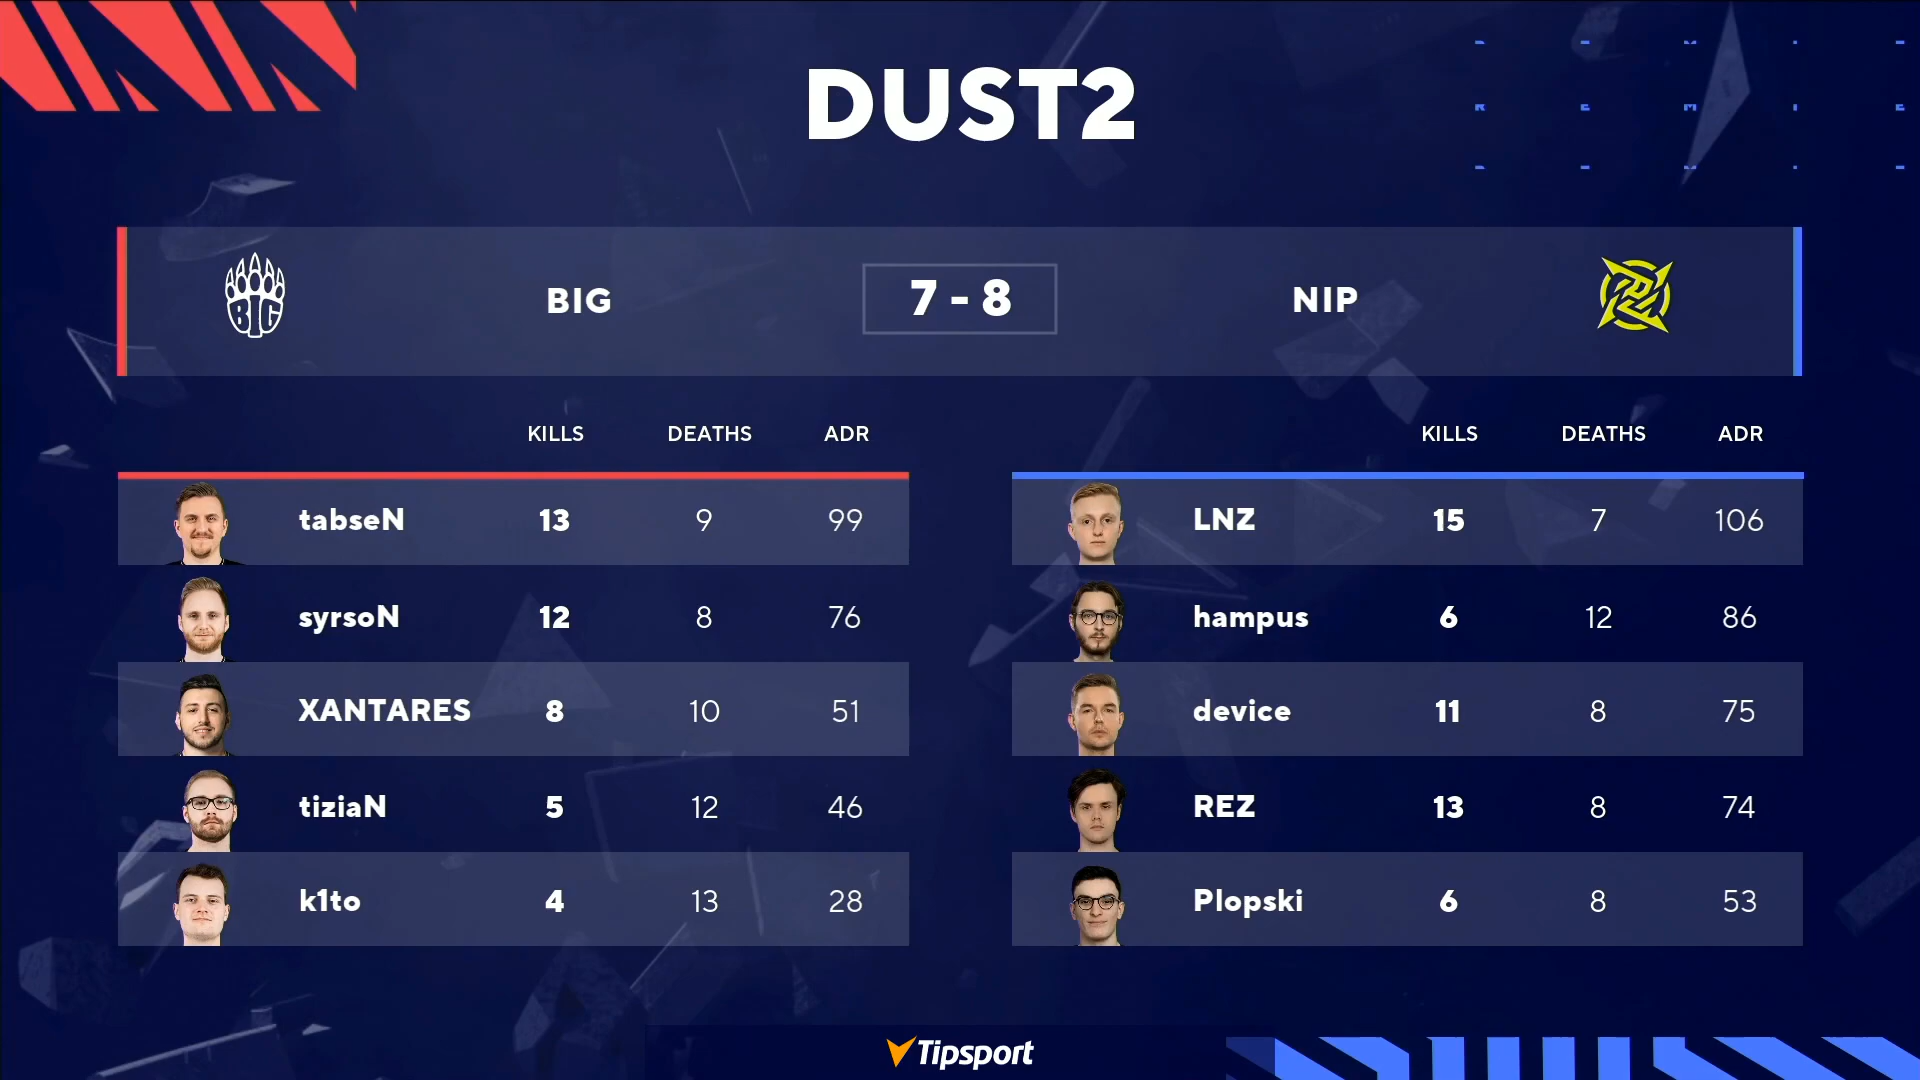 DUST2
BIG
BIG 7 - 8 NIP
KILLS DEATHS ADR
tabseN 13 9 99
syrsoN 12 8 76
XANTARES 8 10 51
tiziaN 5 12 46
k1to 4 13 28
KILLS DEATHS ADR
LNZ 15 7 106
hampus 6 12 86
device 11 8 75
REZ 13 8 74
Plopski 6 8 53
Tipsport